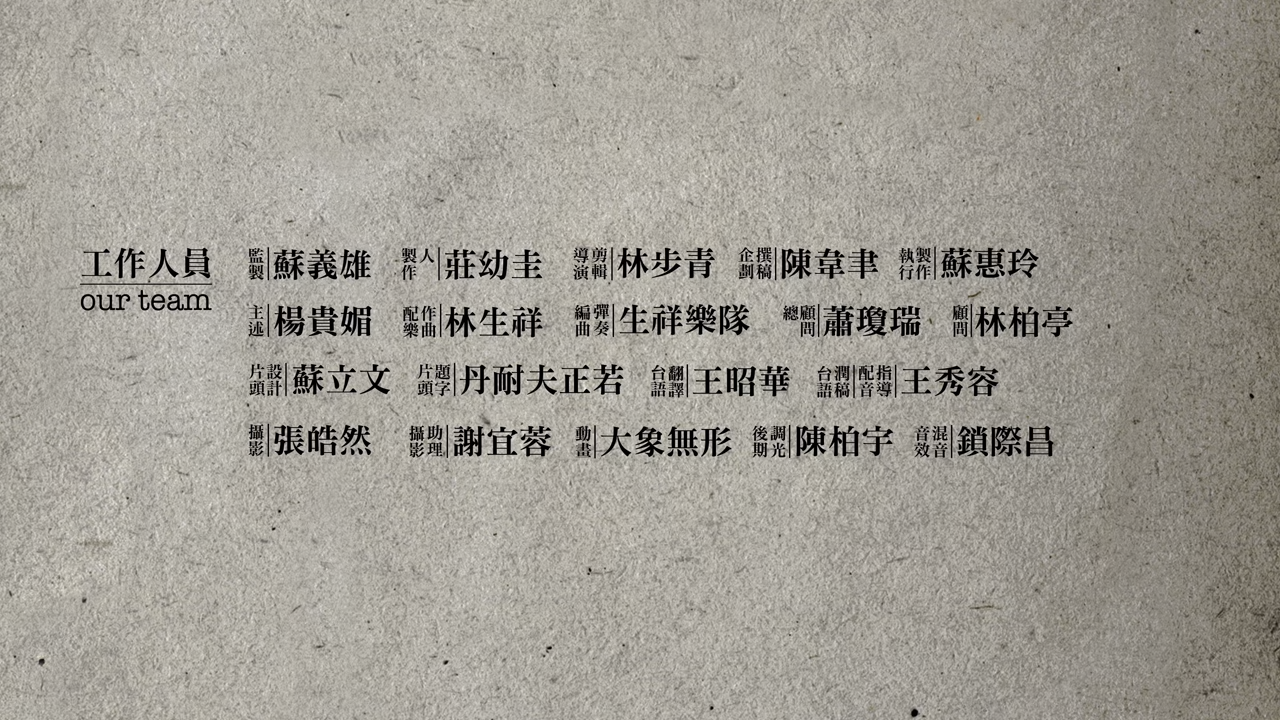 工作人員
our team
監製 蘇義雄 製作人 莊幼圭 導演剪輯 林步青 企劃撰稿 陳韋聿 執行製作 蘇惠玲
主述 楊貴媚 配樂作曲 林生祥 編曲彈奏 生祥樂隊 總顧問 蕭瓊瑞 顧問 林柏亭
片頭設計 蘇立文 片頭題字 丹耐夫正若 台語翻譯 王昭華 台語潤稿 配音指導 王秀容
攝影 張皓然 攝影助理 謝宜蓉 動畫 大象無形 後期調光 陳柏宇 音效混音 鎖際昌